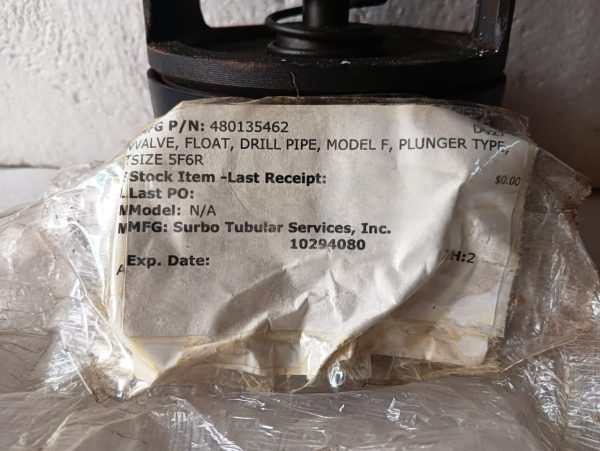 P/N: 480135462
VALVE, FLOAT, DRILL PIPE, MODEL F, PLUNGER TYPE,
SIZE 5F6R
Stock Item -Last Receipt: $0.00
Last PO:
Model: N/A
MFG: Surbo Tubular Services, Inc.
10294080
Exp. Date: H:2